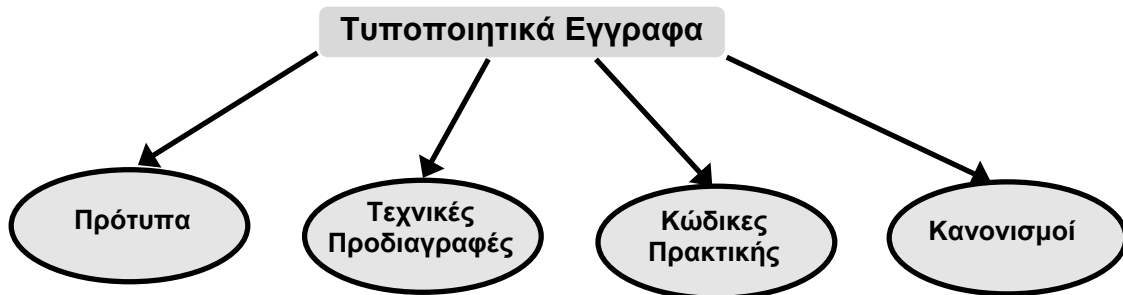 Τυποποιητικά Εγγραφα
Πρότυπα
Τεχνικές
Προδιαγραφές
Κώδικες
Πρακτικής
Κανονισμοί